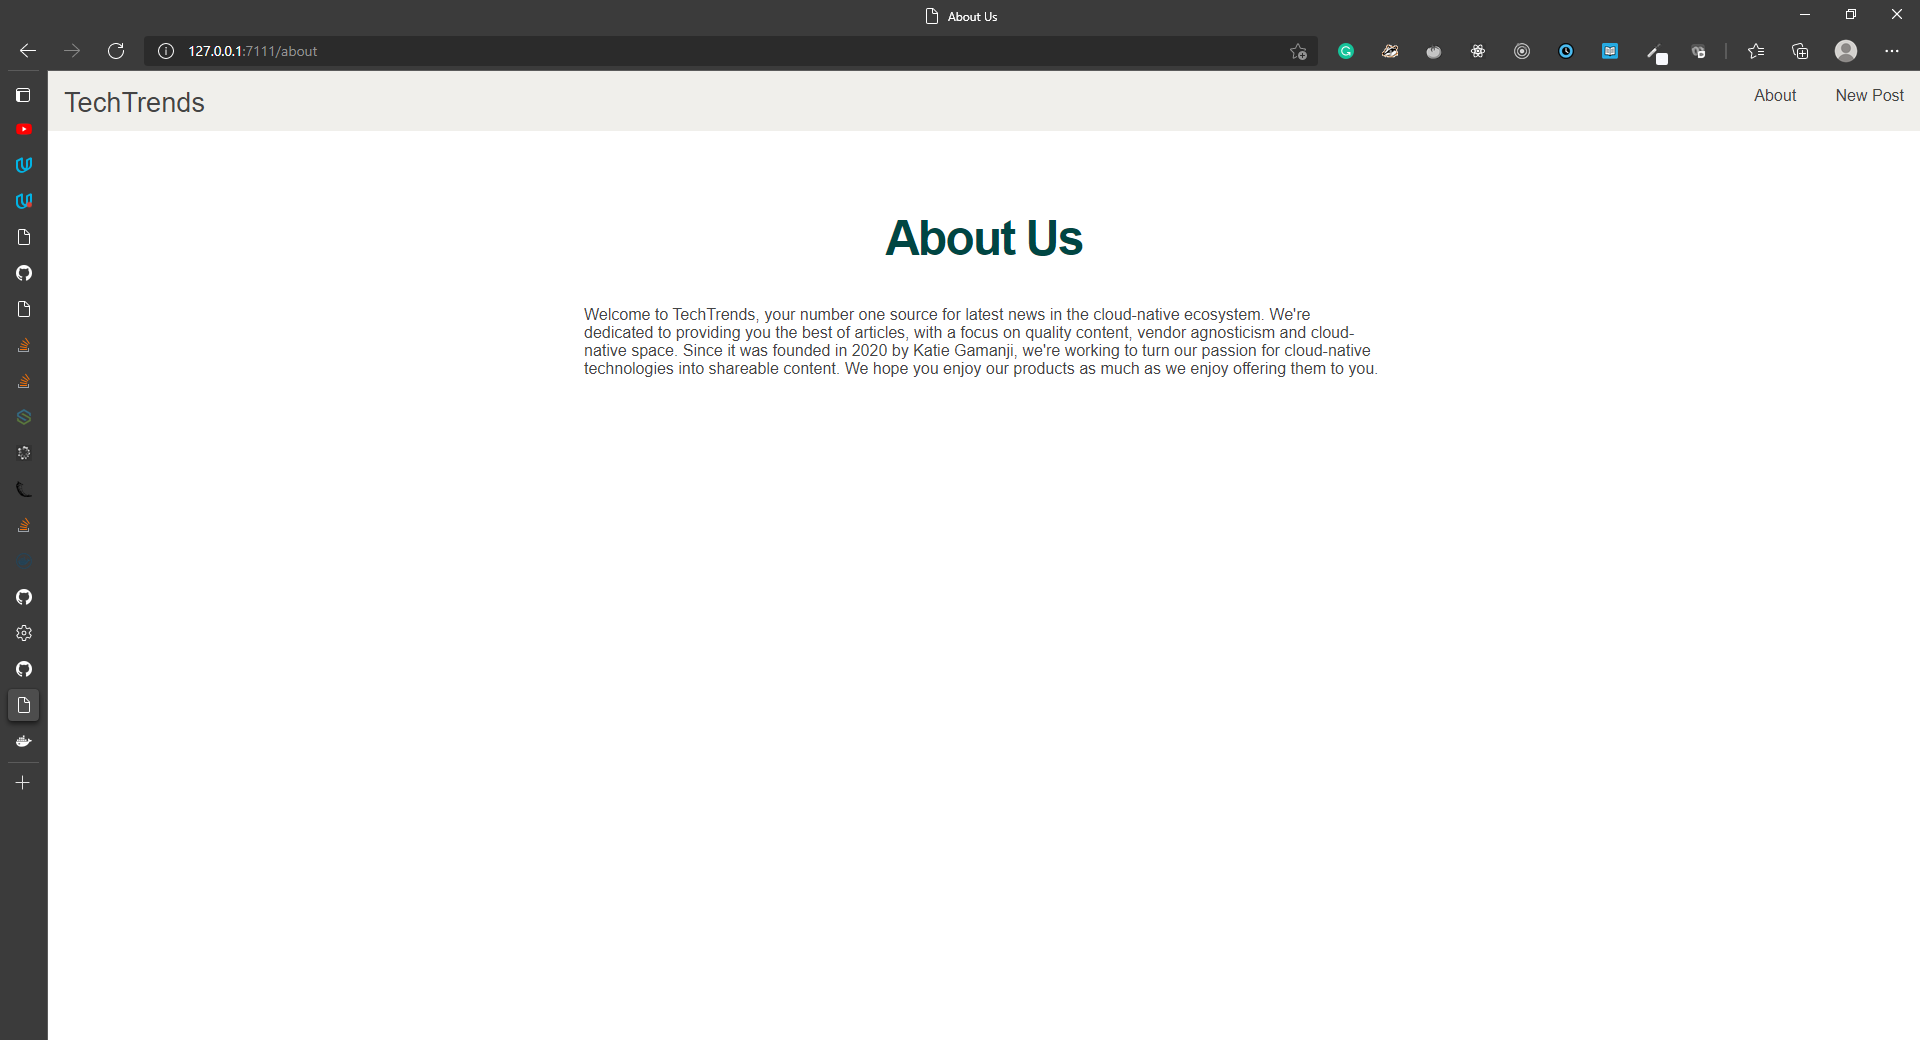 About Us
127.0.0.1:7111/about
TechTrends
About
New Post
About Us
Welcome to TechTrends, your number one source for latest news in the cloud-native ecosystem. We're
dedicated to providing you the best of articles, with a focus on quality content, vendor agnosticism and cloud-
native space. Since it was founded in 2020 by Katie Gamanji, we're working to turn our passion for cloud-native
technologies into shareable content. We hope you enjoy our products as much as we enjoy offering them to you.